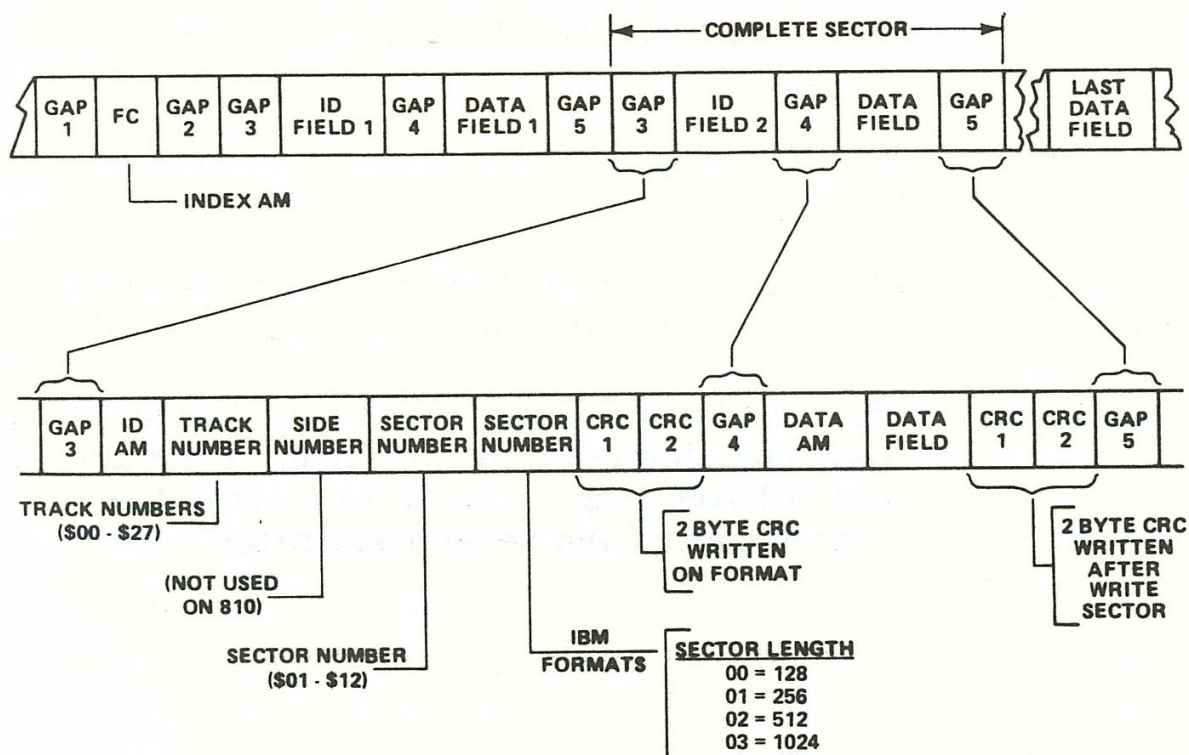 COMPLETE SECTOR
GAP 1
FC
GAP 2
GAP 3
ID FIELD 1
GAP 4
DATA FIELD 1
GAP 5
GAP 3
ID FIELD 2
GAP 4
DATA FIELD
GAP 5
LAST DATA FIELD
INDEX AM
GAP 3
ID AM
TRACK NUMBER
SIDE NUMBER
SECTOR NUMBER
SECTOR NUMBER
CRC 1
CRC 2
GAP 4
DATA AM
DATA FIELD
CRC 1
CRC 2
GAP 5
TRACK NUMBERS
($00 - $27)
(NOT USED
ON 810)
SECTOR NUMBER
($01 - $12)
IBM
FORMATS
2 BYTE CRC
WRITTEN
ON FORMAT
SECTOR LENGTH
00 = 128
01 = 256
02 = 512
03 = 1024
2 BYTE CRC
WRITTEN
AFTER
WRITE
SECTOR